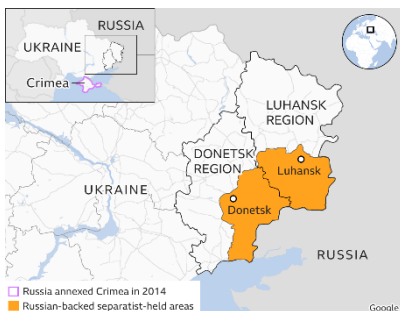 RUSSIA
UKRAINE
Crimea
LUHANSK
REGION
DONETSK
REGION
Luhansk
UKRAINE
Donetsk
RUSSIA
Russia annexed Crimea in 2014
Russian-backed separatist-held areas
Google